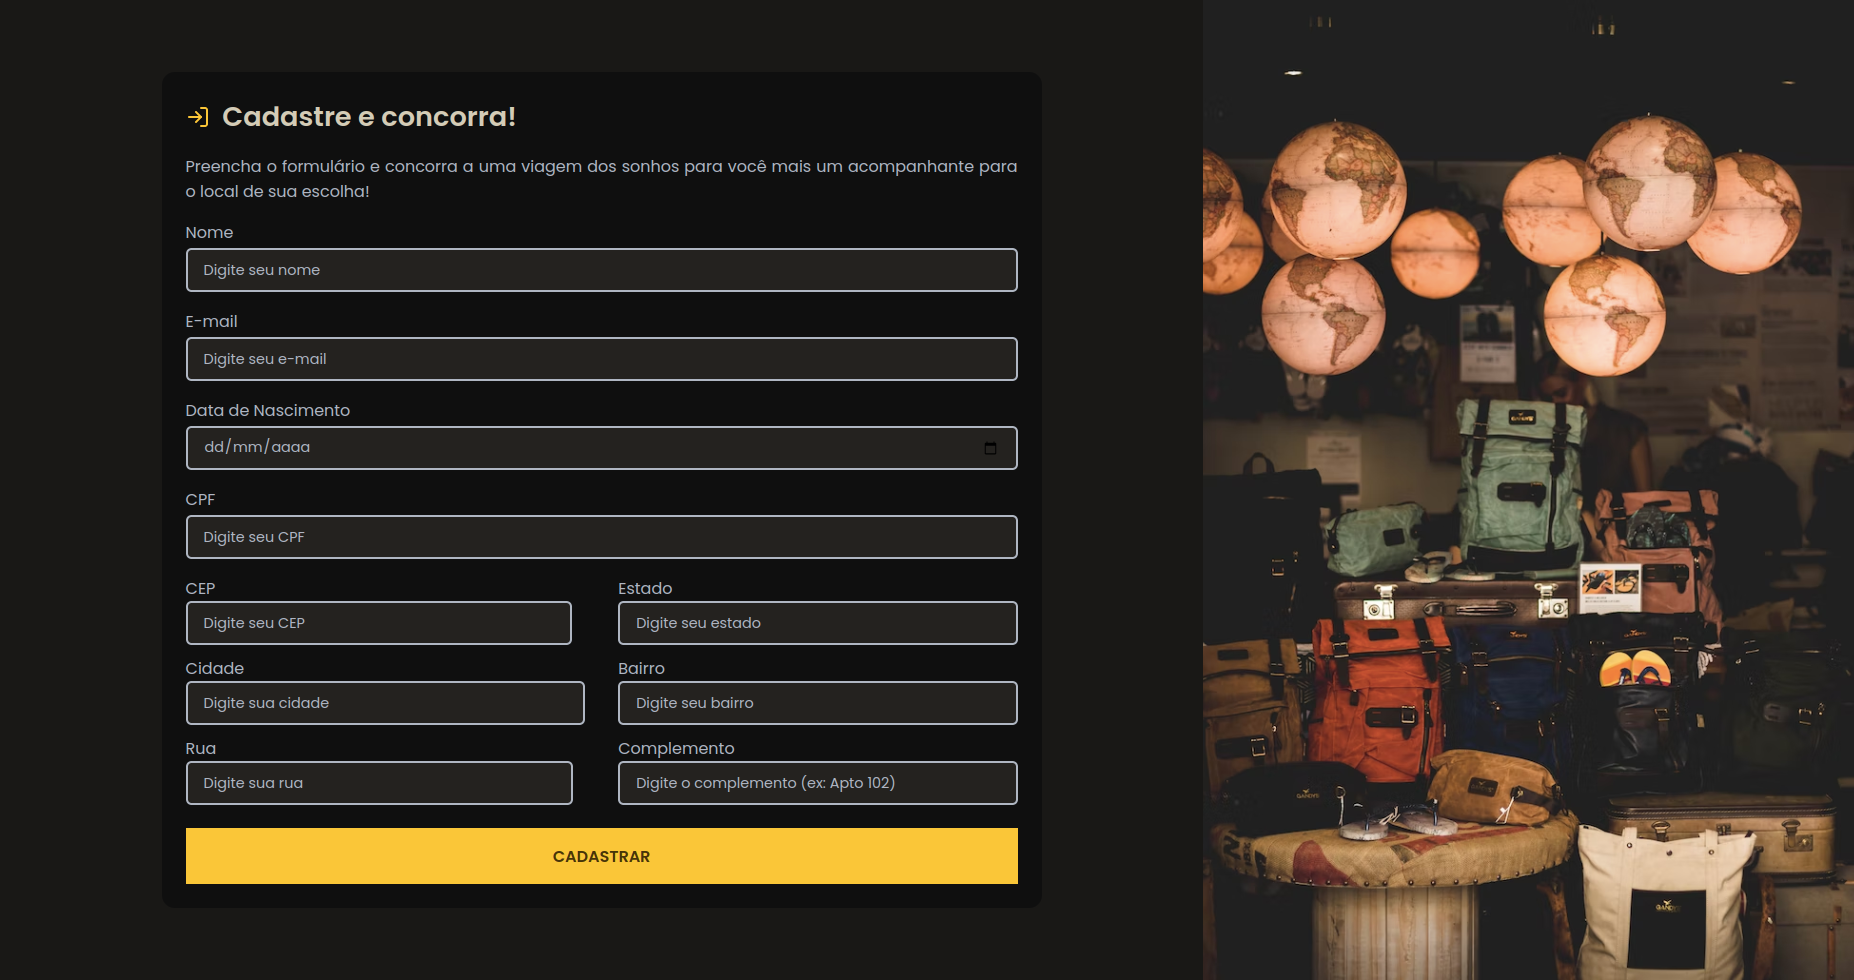 Cadastre e concorra!
Preencha o formulário e concorra a uma viagem dos sonhos para você mais um acompanhante para
o local de sua escolha!
Nome
Digite seu nome
E-mail
Digite seu e-mail
Data de Nascimento
dd/mm/aaaa
CPF
Digite seu CPF
CEP
Estado
Digite seu CEP
Digite seu estado
Cidade
Bairro
Digite sua cidade
Digite seu bairro
Rua
Complemento
Digite sua rua
Digite o complemento (ex: Apto 102)
CADASTRAR